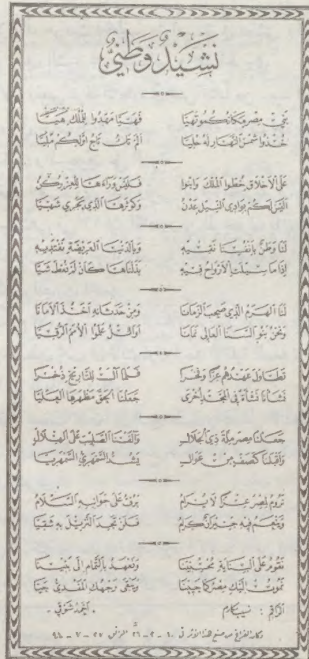 نشيد وطني
بني مصر مكانكمو تهيا فهيا مهدوا للملك هيا
خذوا شمس النهار له حليا ألم تك تاج أولكم مليا
على الأخلاق خطوا الملك وابنوا فليس وراءها للعز ركن
أليس لكم بوادي النيل عدن وكوثرها الذي يجري شهيا
لنا وطن بأنفسنا نقيه وبالدنيا العريضة نفتديه
إذا ما سيلت الأرواح فيه بذلناها كأن لم نعط شيا
لنا الهرم الذي صحب الزمانا ومن حدثانه أخذ الأمانا
ونحن بنو السنا العالي نمانا أوائل علموا الأمم الرقيا
تطاول عهدهم عزا وفخرا فلما آل للتاريخ ذخرا
نشأنا نشأة في المجد أخرى جعلنا الحق مظهرها العليا
جعلنا مصر ملة ذي الجلال وألفنا الصليب على الهلال
وأقبلنا كصف من عوال يشد السمهري السمهريا
نروم لمصر عزا لا يرام يرف على جوانبه السلام
وينعم فيه جيران كرام فلن تجد النزيل به شقيا
نقوم على البناية محسنينا ونعهد بالتمام إلى بنينا
نموت إليك مصر كما حيينا ويبقى وجهك المفدي حيا
أحمد شوقي